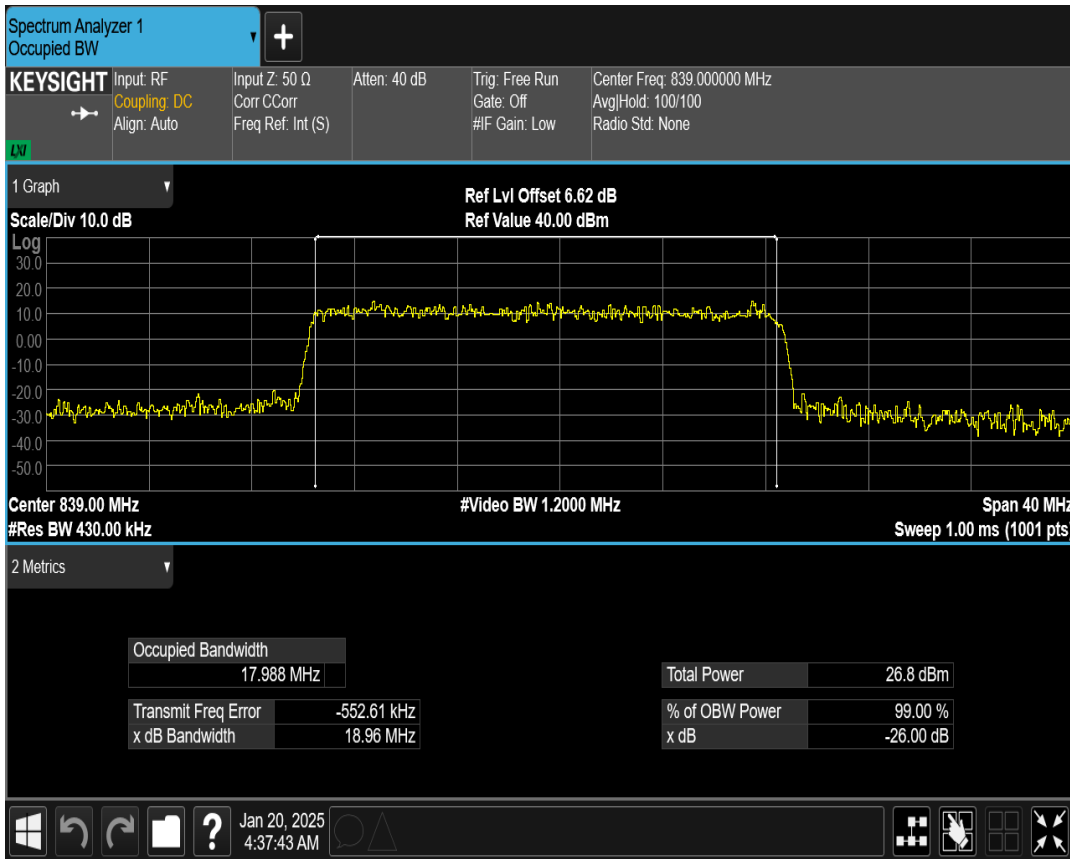 Spectrum Analyzer 1
Occupied BW
+
KEYSIGHT
LXI
Input: RF
Coupling: DC
Align: Auto
Input Z: 50 Ω
Corr CCorr
Freq Ref: Int (S)
Atten: 40 dB
Trig: Free Run
Gate: Off
#IF Gain: Low
Center Freq: 839.000000 MHz
Avg|Hold: 100/100
Radio Std: None
1 Graph
Scale/Div 10.0 dB
Ref Lvl Offset 6.62 dB
Ref Value 40.00 dBm
Log
30.0
20.0
10.0
0.00
-10.0
-20.0
-30.0
-40.0
-50.0
Center 839.00 MHz
#Res BW 430.00 kHz
#Video BW 1.2000 MHz
Span 40 MHz
Sweep 1.00 ms (1001 pts)
2 Metrics
Occupied Bandwidth
17.988 MHz
Transmit Freq Error -552.61 kHz
x dB Bandwidth 18.96 MHz
Total Power 26.8 dBm
% of OBW Power 99.00 %
x dB -26.00 dB
?
Jan 20, 2025
4:37:43 AM